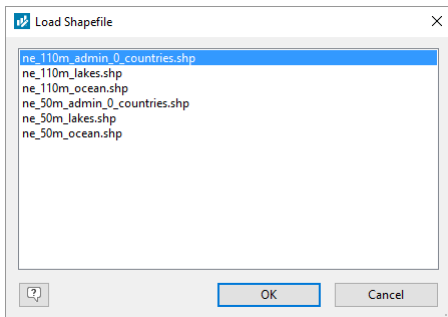 Load Shapefile
ne_110m_admin_0_countries.shp
ne_110m_lakes.shp
ne_110m_ocean.shp
ne_50m_admin_0_countries.shp
ne_50m_lakes.shp
ne_50m_ocean.shp
?
OK Cancel